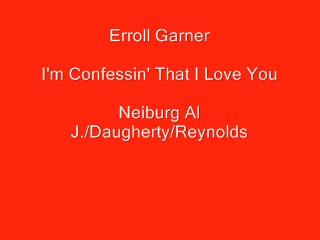 Erroll Garner
I'm Confessin' That I Love You
Neiburg Al
J./Daugherty/Reynolds